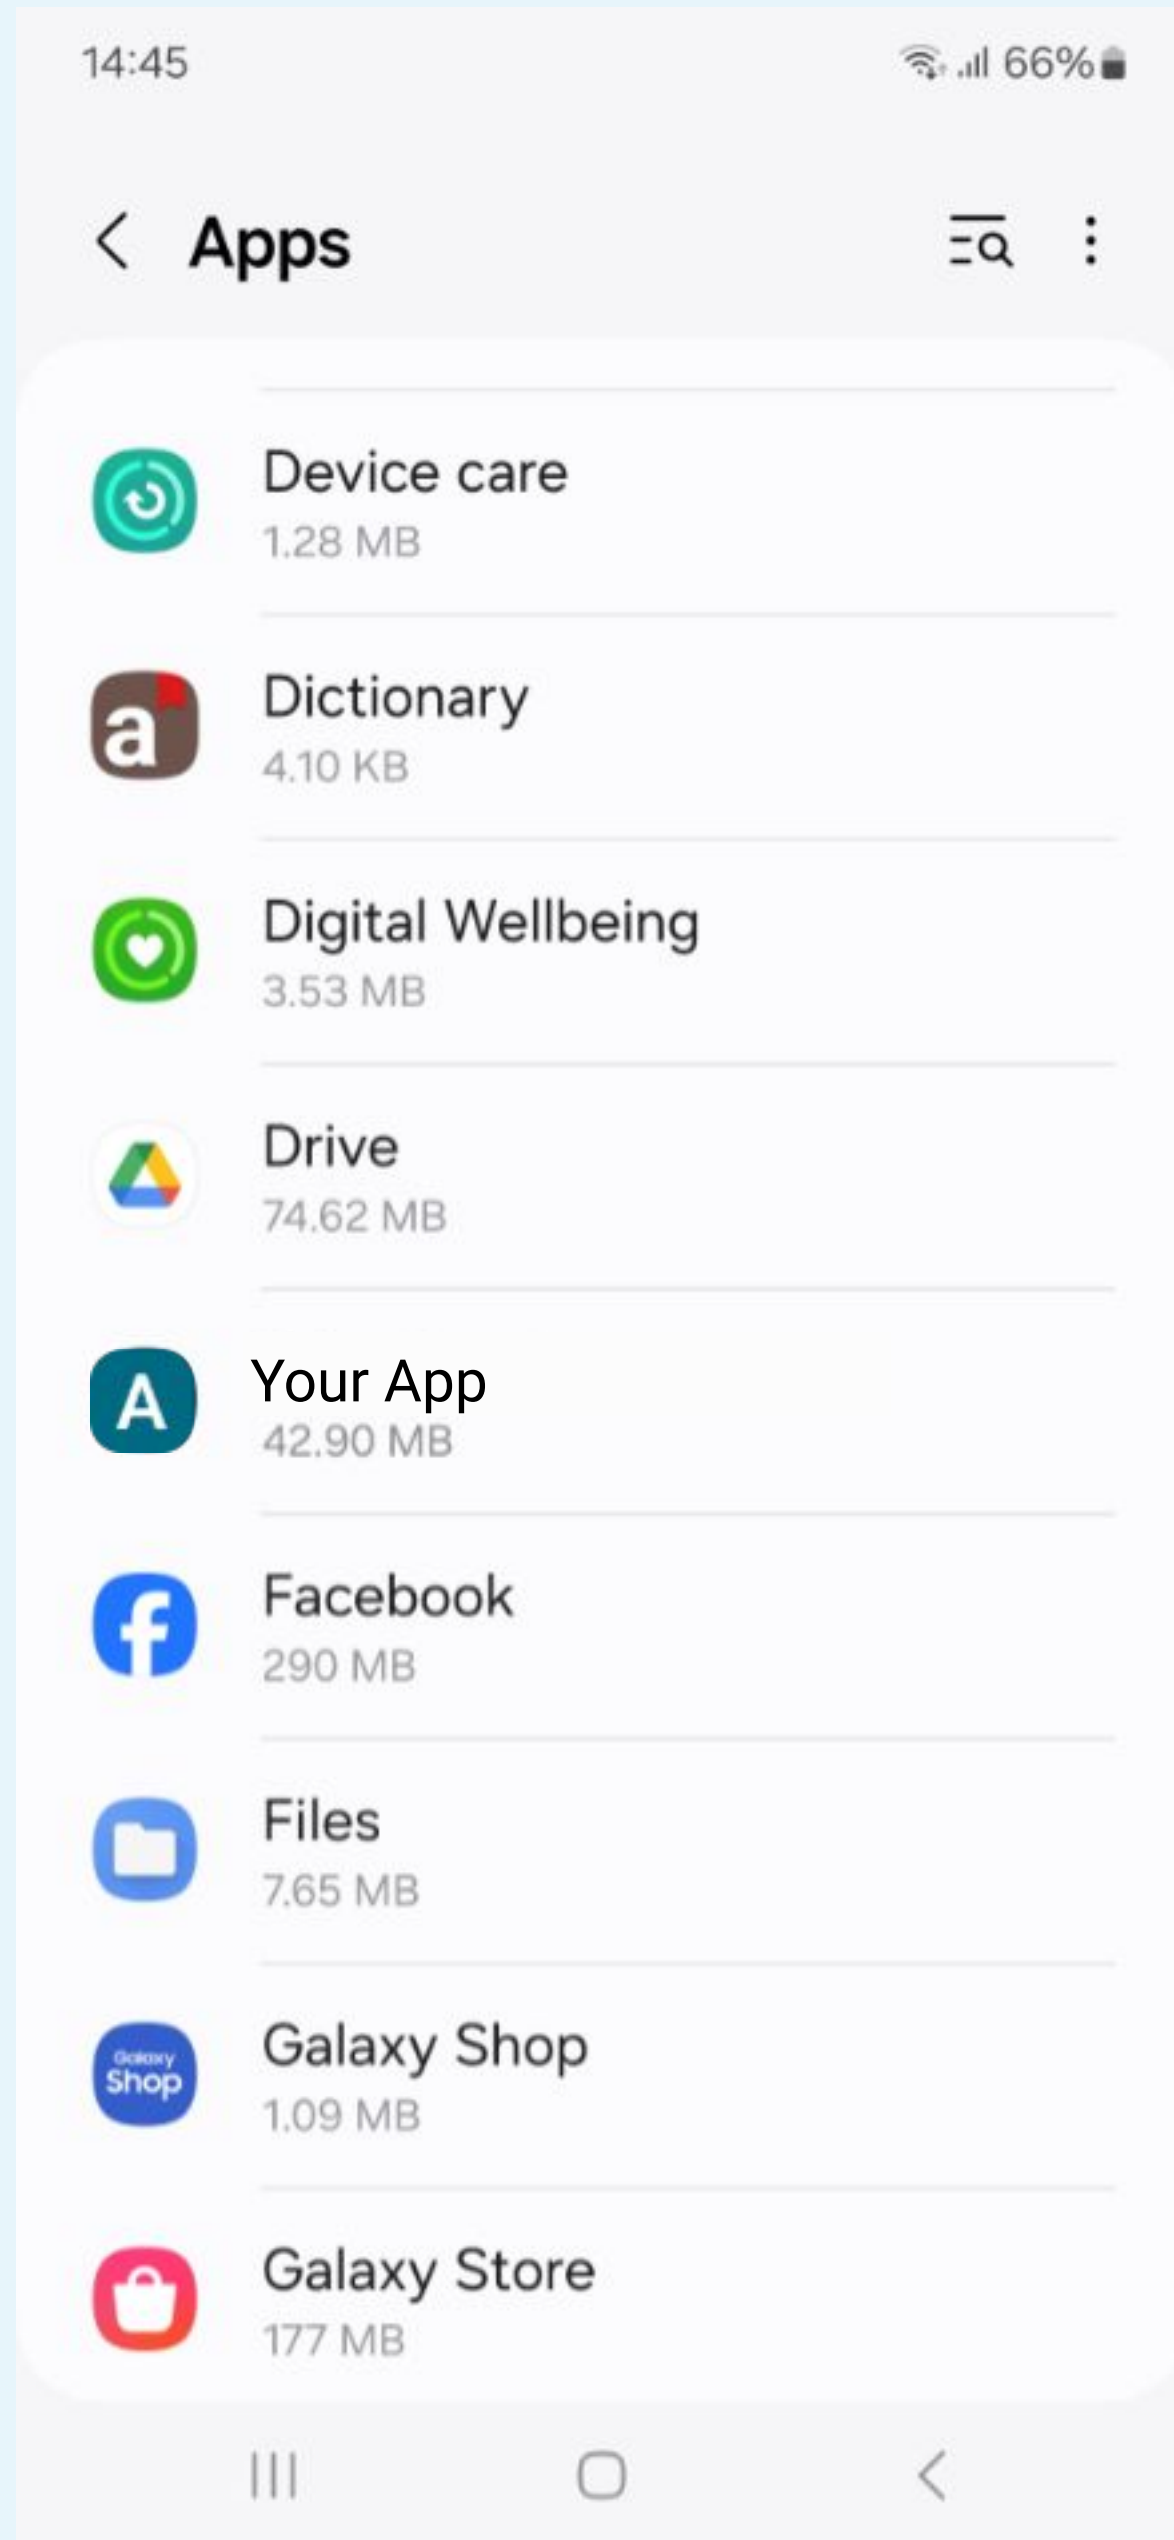 14:45 66%
Apps
Device care
1.28 MB
a
Dictionary
4.10 KB
Digital Wellbeing
3.53 MB
Drive
74.62 MB
A
Your App
42.90 MB
f
Facebook
290 MB
Files
7.65 MB
Galaxy
Shop
Galaxy Shop
1.09 MB
Galaxy Store
177 MB